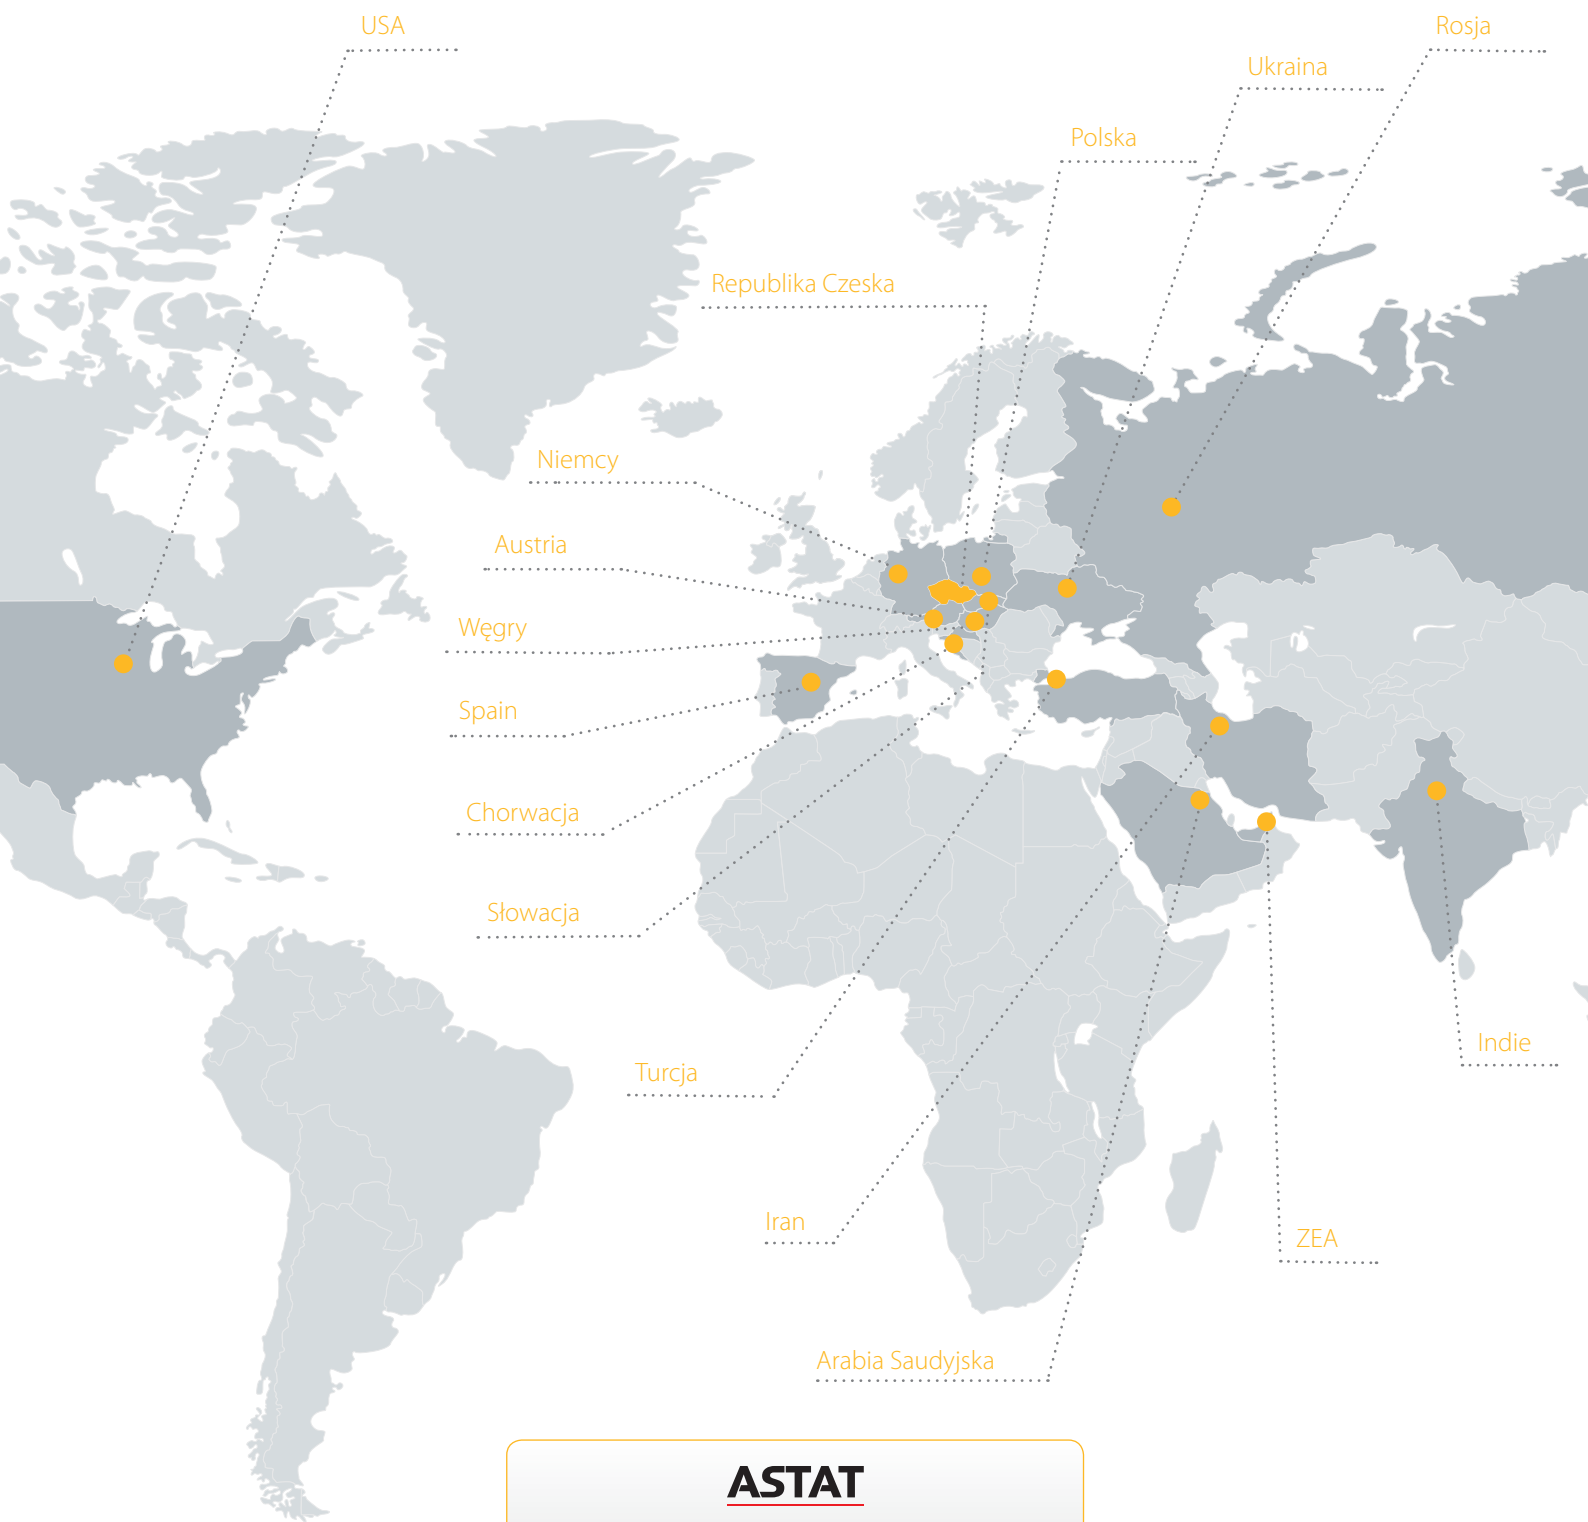 USA
Rosja
Ukraina
Polska
Republika Czeska
Niemcy
Austria
Węgry
Spain
Chorwacja
Słowacja
Turcja
Indie
Iran
ZEA
Arabia Saudyjska
ASTAT